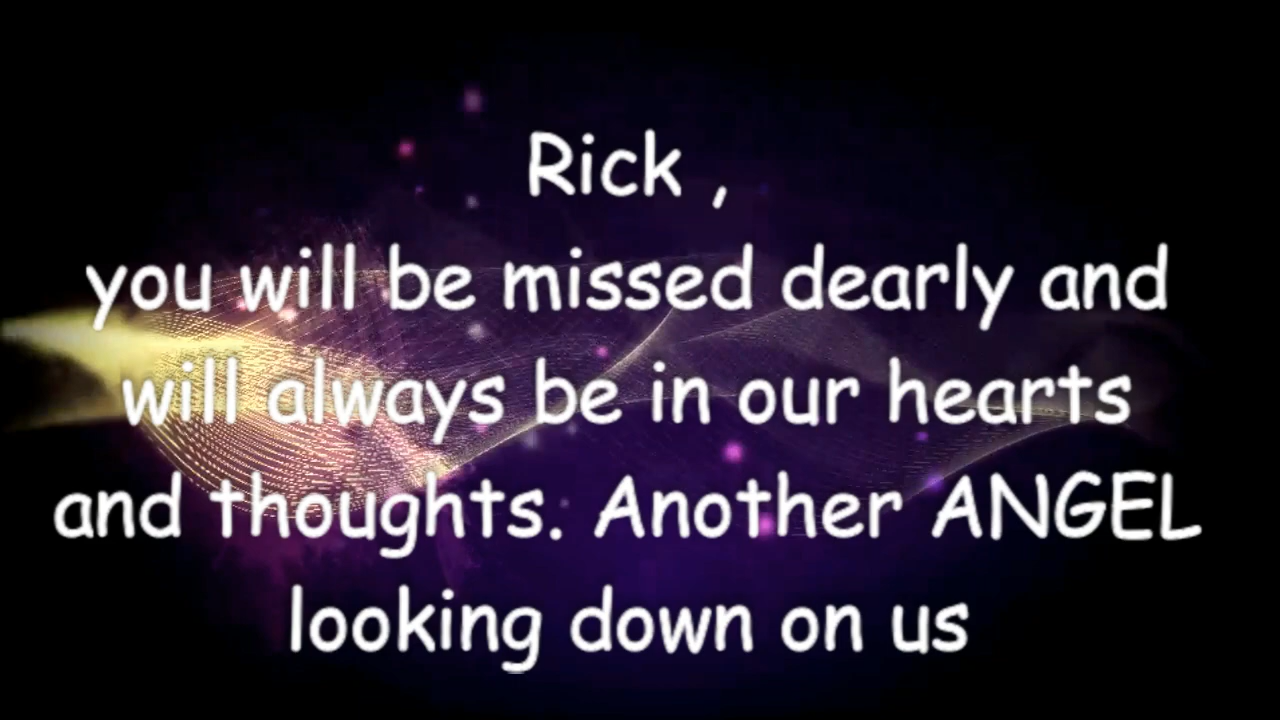 Rick ,
you will be missed dearly and
will always be in our hearts
and thoughts. Another ANGEL
looking down on us